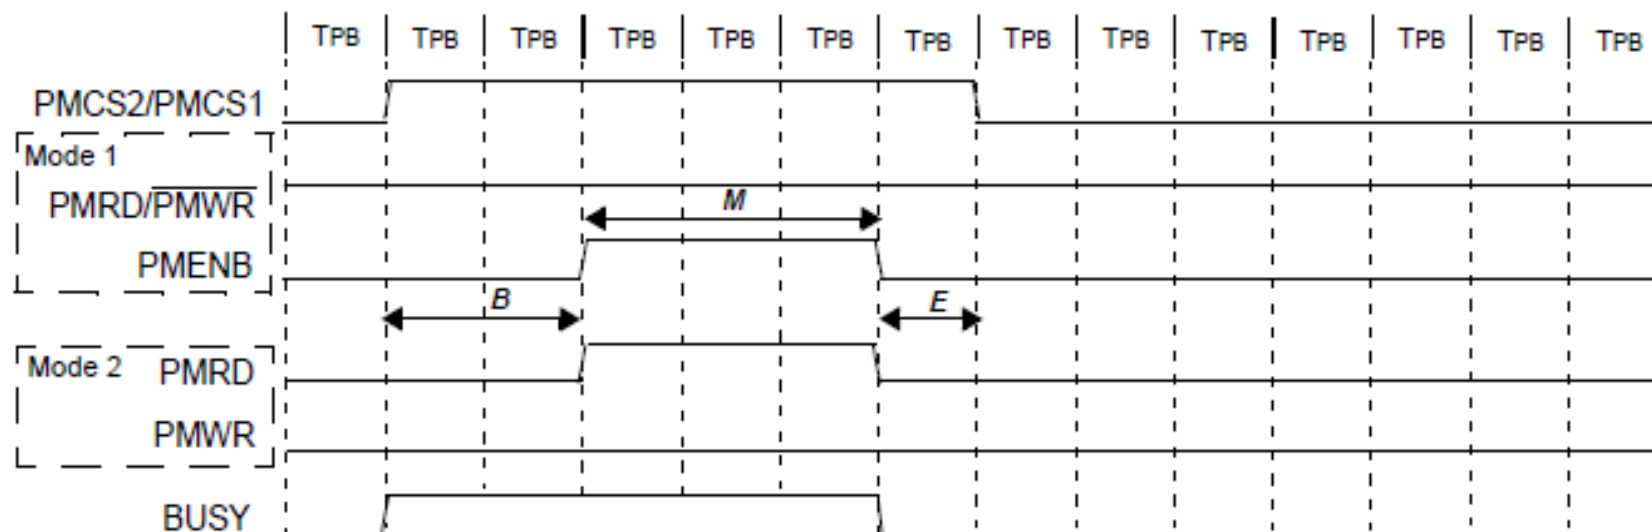 TPB TPB TPB TPB TPB TPB TPB TPB TPB TPB TPB TPB TPB TPB
PMCS2/PMCS1
Mode 1
PMRD/PMWR
M
PMENB
B
E
Mode 2 PMRD
PMWR
BUSY